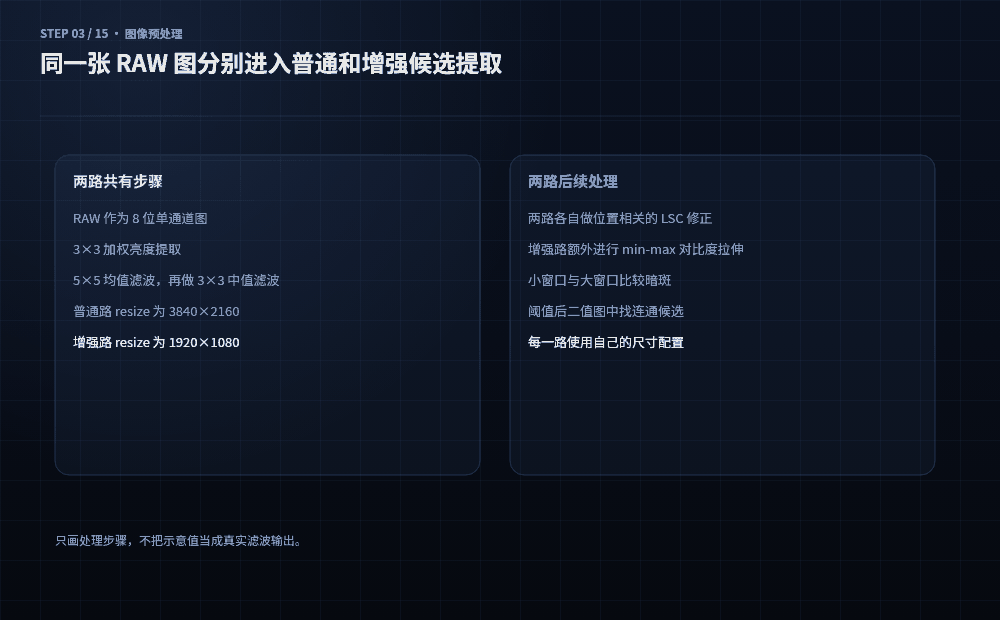 STEP 03 / 15 · 图像预处理
同一张 RAW 图分别进入普通和增强候选提取
两路共有步骤
RAW 作为 8 位单通道图
3×3 加权亮度提取
5×5 均值滤波，再做 3×3 中值滤波
普通路 resize 为 3840×2160
增强路 resize 为 1920×1080
两路后续处理
两路各自做位置相关的 LSC 修正
增强路额外进行 min-max 对比度拉伸
小窗口与大窗口比较暗斑
阈值后二值图中找连通候选
每一路使用自己的尺寸配置
只画处理步骤，不把示意值当成真实滤波输出。